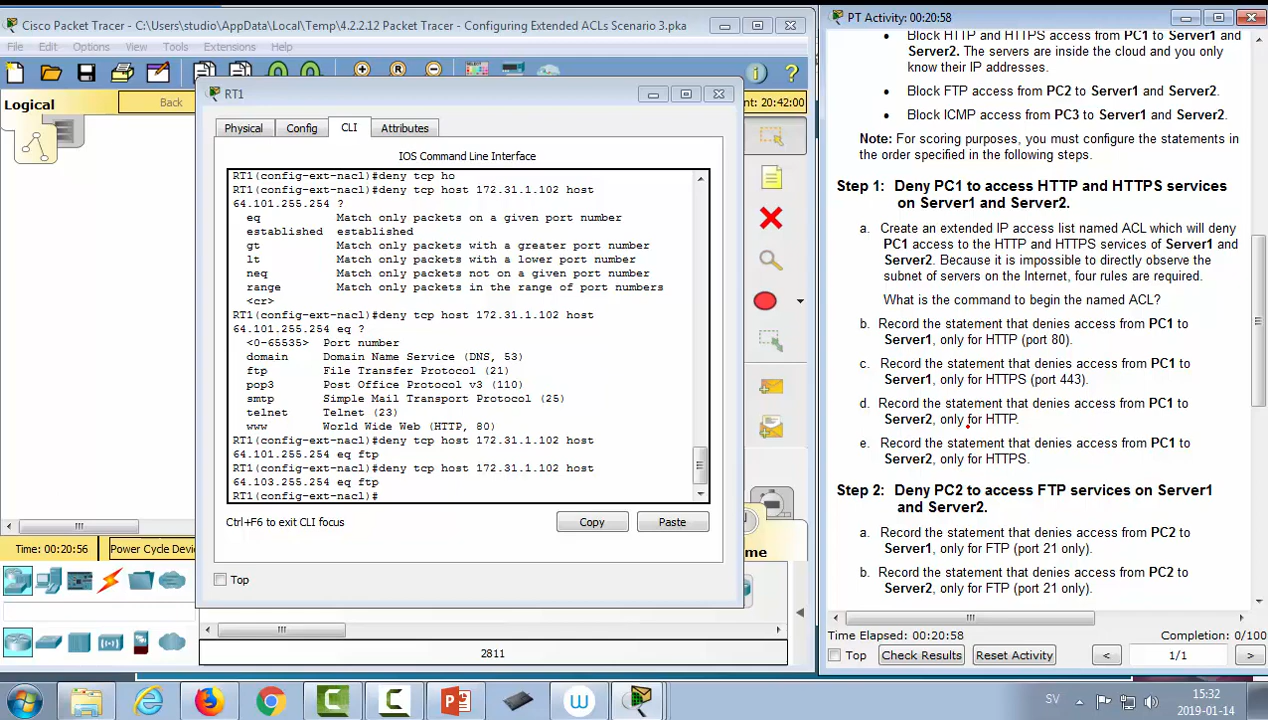 Cisco Packet Tracer - C:\Users\studio\AppData\Local\Temp\4.2.2.12 Packet Tracer - Configuring Extended ACLs Scenario 3.pka
File Edit Options View Tools Extensions Help
Logical
Back
nt: 20:42:00
RT1
Physical Config CLI Attributes
IOS Command Line Interface
RT1(config-ext-nacl)#deny tcp ho
RT1(config-ext-nacl)#deny tcp host 172.31.1.102 host
64.101.255.254 ?
eq Match only packets on a given port number
established established
gt Match only packets with a greater port number
lt Match only packets with a lower port number
neq Match only packets not on a given port number
range Match only packets in the range of port numbers
<cr>
RT1(config-ext-nacl)#deny tcp host 172.31.1.102 host
64.101.255.254 eq ?
<0-65535> Port number
domain Domain Name Service (DNS, 53)
ftp File Transfer Protocol (21)
pop3 Post Office Protocol v3 (110)
smtp Simple Mail Transport Protocol (25)
telnet Telnet (23)
www World Wide Web (HTTP, 80)
RT1(config-ext-nacl)#deny tcp host 172.31.1.102 host
64.101.255.254 eq ftp
RT1(config-ext-nacl)#deny tcp host 172.31.1.102 host
64.103.255.254 eq ftp
RT1(config-ext-nacl)#
Ctrl+F6 to exit CLI focus
Copy Paste
Top
Time: 00:20:56 Power Cycle Devi
me
2811
PT Activity: 00:20:58
• Block HTTP and HTTPS access from PC1 to Server1 and
Server2. The servers are inside the cloud and you only
know their IP addresses.
• Block FTP access from PC2 to Server1 and Server2.
• Block ICMP access from PC3 to Server1 and Server2.
Note: For scoring purposes, you must configure the statements in
the order specified in the following steps.
Step 1: Deny PC1 to access HTTP and HTTPS services
on Server1 and Server2.
a. Create an extended IP access list named ACL which will deny
PC1 access to the HTTP and HTTPS services of Server1 and
Server2. Because it is impossible to directly observe the
subnet of servers on the Internet, four rules are required.
What is the command to begin the named ACL?
b. Record the statement that denies access from PC1 to
Server1, only for HTTP (port 80).
c. Record the statement that denies access from PC1 to
Server1, only for HTTPS (port 443).
d. Record the statement that denies access from PC1 to
Server2, only for HTTP.
e. Record the statement that denies access from PC1 to
Server2, only for HTTPS.
Step 2: Deny PC2 to access FTP services on Server1
and Server2.
a. Record the statement that denies access from PC2 to
Server1, only for FTP (port 21 only).
b. Record the statement that denies access from PC2 to
Server2, only for FTP (port 21 only).
Time Elapsed: 00:20:58 Completion: 0/100
Top Check Results Reset Activity < 1/1 >
SV
15:32
2019-01-14